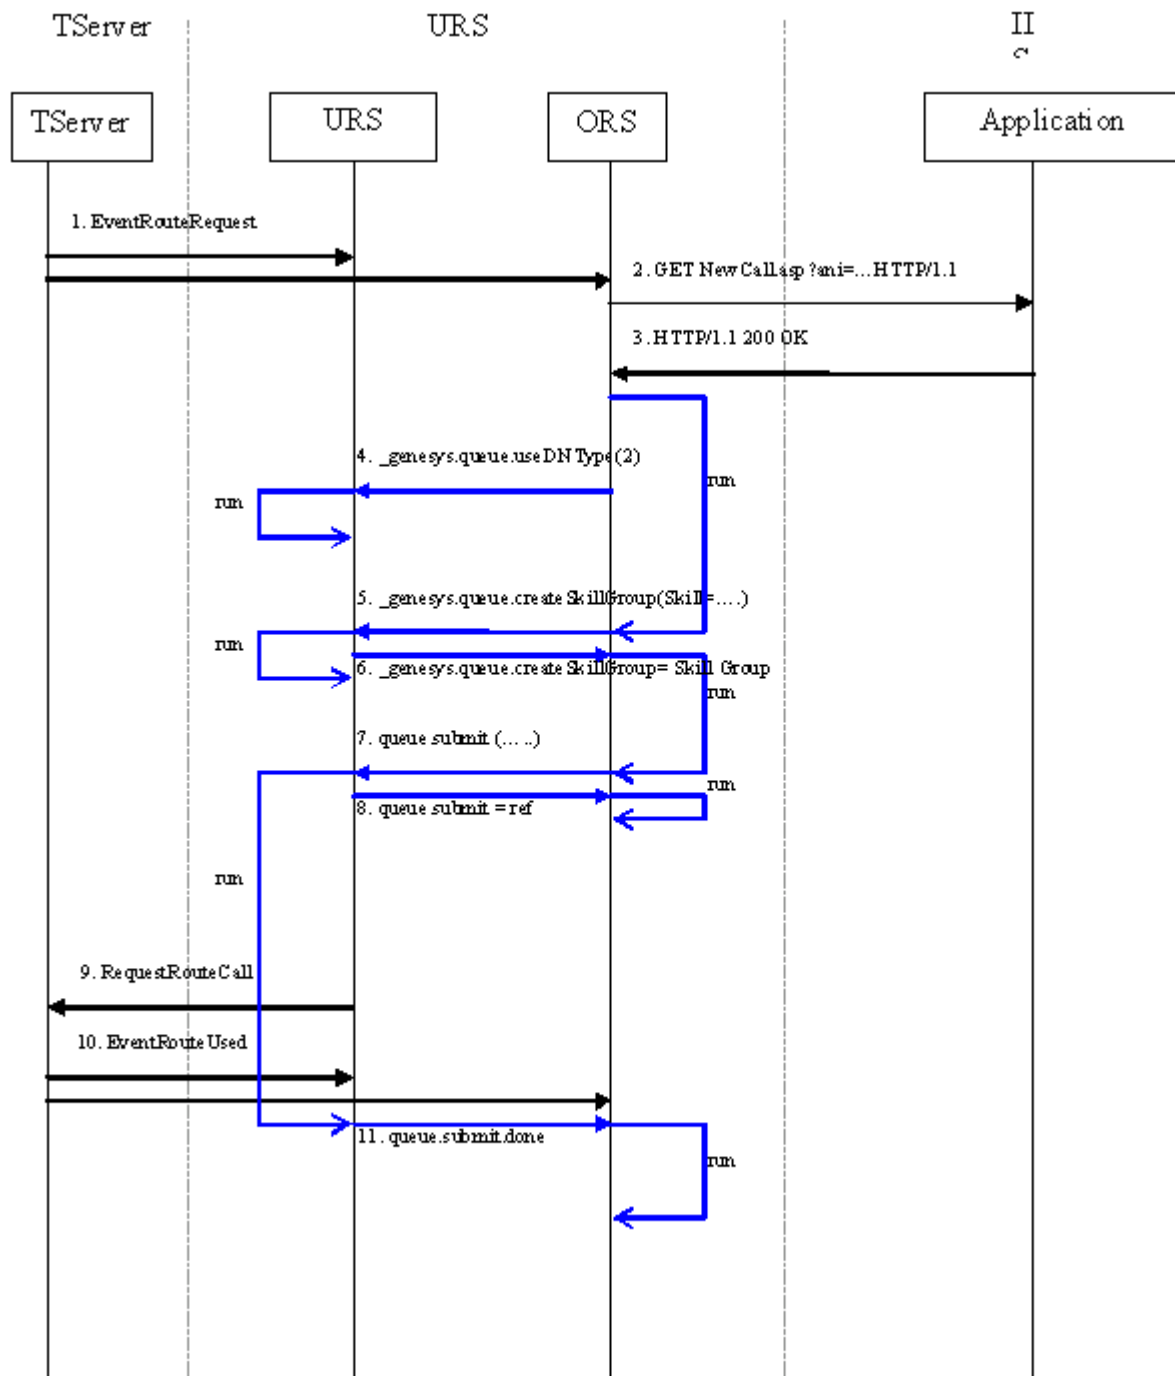 TServer URS II
S
TServer URS ORS Application
1. EventRouteRequest
2. GET NewCall.asp ?ani=...HTTP/1.1
3. HTTP/1.1 200 OK
4. _genesys.queue.useDNType(2)
run
run
5. _genesys.queue.createSkillGroup(Skill=....)
run
6. _genesys.queue.createSkillGroup= Skill Group
run
7. queue.submit (.....)
run
8. queue.submit = ref
run
9. RequestRouteCall
10. EventRouteUsed
11. queue.submit.done
run